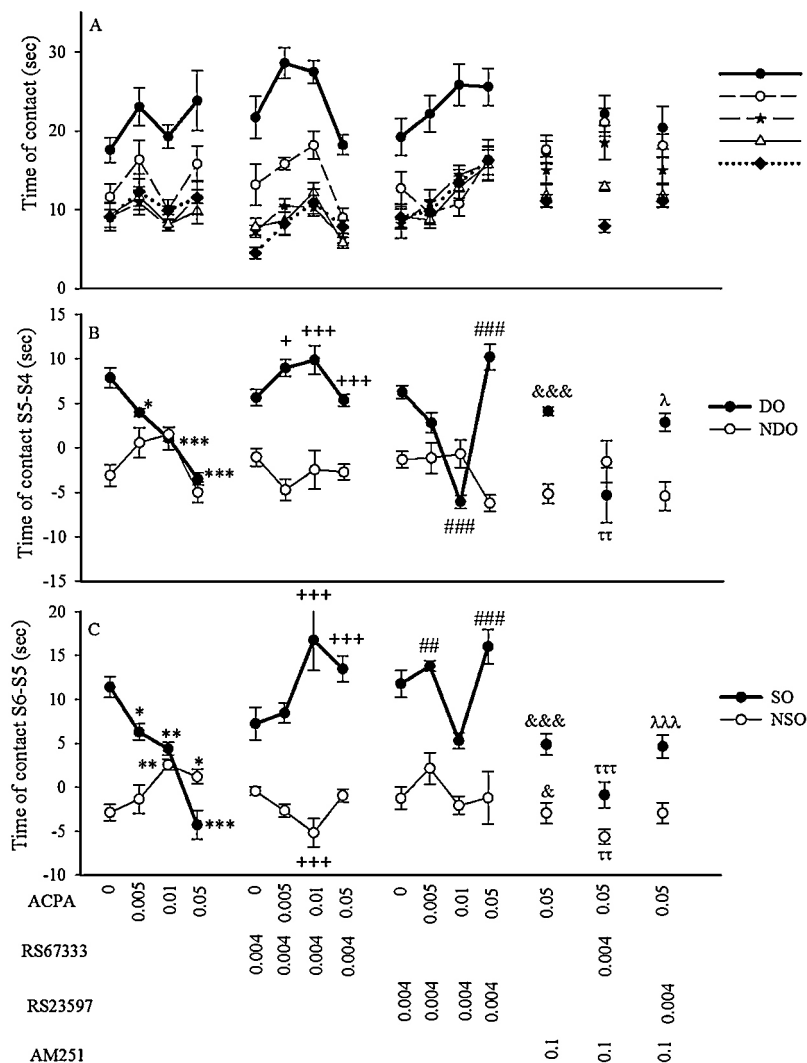 A
Time of contact (sec)
30
20
10
0
B
Time of contact S5-S4 (sec)
15
10
5
0
-5
-10
-15
*
***
***
+
+++
+++
###
###
&&&
ττ
λ
DO
NDO
C
Time of contact S6-S5 (sec)
20
15
10
5
0
-5
-10
*
**
**
*
***
+++
+++
+++
##
###
&&&
&
τττ
ττ
λλλ
SO
NSO
ACPA 0 0.005 0.01 0.05 0 0.005 0.01 0.05 0 0.005 0.01 0.05 0.05 0.05 0.05
RS67333 0.004 0.004 0.004 0.004 0.004
RS23597 0.004 0.004 0.004 0.004 0.004
AM251 0.1 0.1 0.1